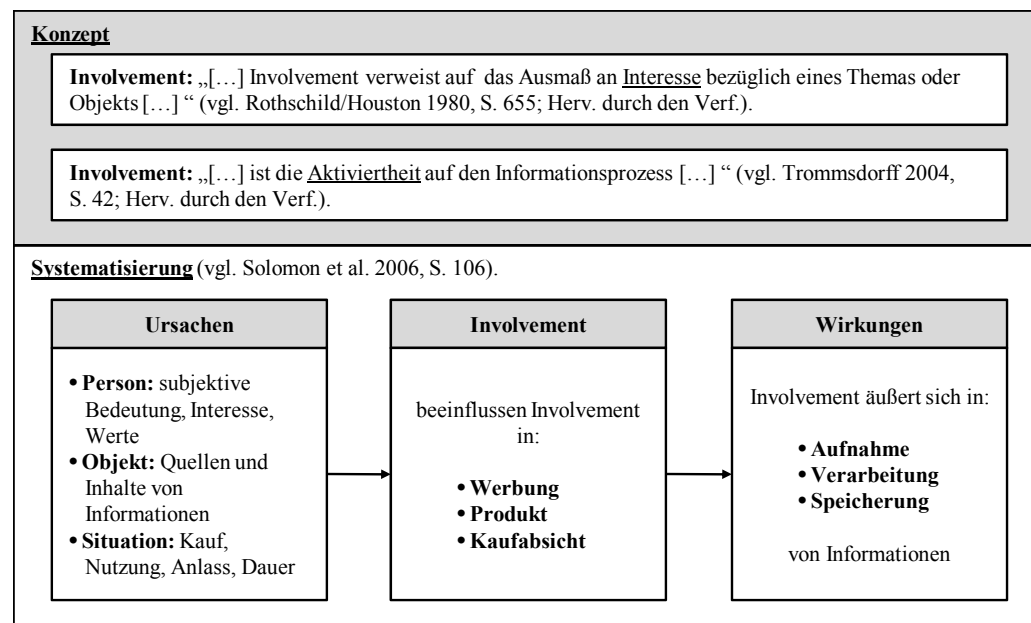 Konzept
Involvement: „[…] Involvement verweist auf das Ausmaß an Interesse bezüglich eines Themas oder
Objekts […] “ (vgl. Rothschild/Houston 1980, S. 655; Herv. durch den Verf.).
Involvement: „[…] ist die Aktiviertheit auf den Informationsprozess […] “ (vgl. Trommsdorff 2004,
S. 42; Herv. durch den Verf.).
Systematisierung (vgl. Solomon et al. 2006, S. 106).
Ursachen
• Person: subjektive
Bedeutung, Interesse,
Werte
• Objekt: Quellen und
Inhalte von
Informationen
• Situation: Kauf,
Nutzung, Anlass, Dauer
Involvement
beeinflussen Involvement
in:
• Werbung
• Produkt
• Kaufabsicht
Wirkungen
Involvement äußert sich in:
• Aufnahme
• Verarbeitung
• Speicherung
von Informationen